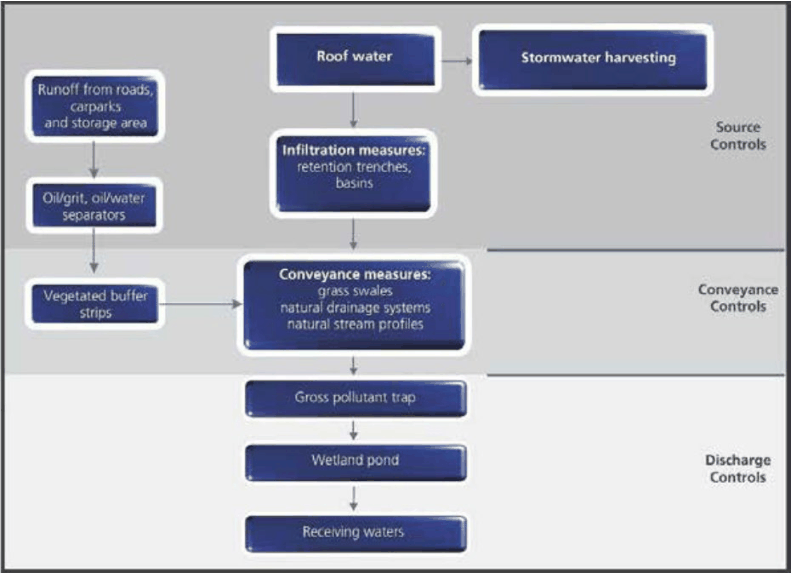 Roof water
Stormwater harvesting
Runoff from roads,
carparks
and storage area
Infiltration measures:
retention trenches,
basins
Source
Controls
Oil/grit, oil/water
separators
Conveyance measures:
grass swales
natural drainage systems
natural stream profiles
Vegetated buffer
strips
Conveyance
Controls
Gross pollutant trap
Wetland pond
Discharge
Controls
Receiving waters